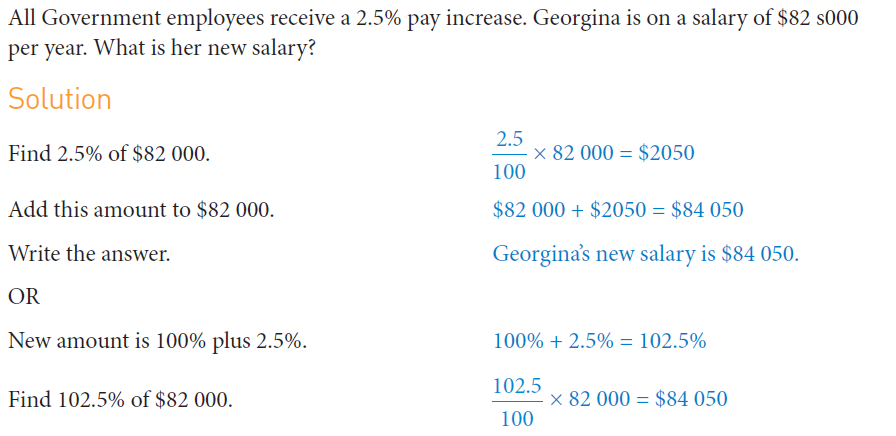 All Government employees receive a 2.5% pay increase. Georgina is on a salary of $82 s000
per year. What is her new salary?
Solution
Find 2.5% of $82 000.
2.5/100 × 82 000 = $2050
Add this amount to $82 000.
$82 000 + $2050 = $84 050
Write the answer.
Georgina's new salary is $84 050.
OR
New amount is 100% plus 2.5%.
100% + 2.5% = 102.5%
Find 102.5% of $82 000.
102.5/100 × 82 000 = $84 050